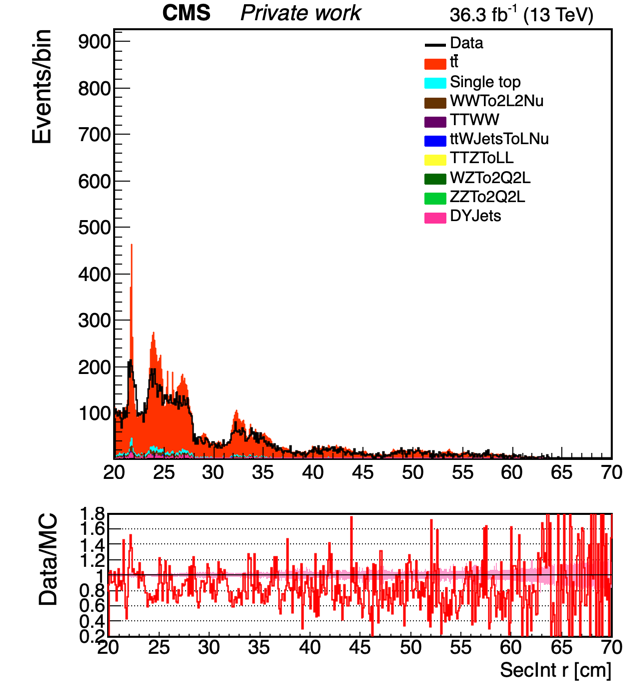 CMS Private work 36.3 fb-1 (13 TeV)
Events/bin
900
800
700
600
500
400
300
200
100
Data
tt̄
Single top
WWTo2L2Nu
TTWW
ttWJetsToLNu
TTZToLL
WZTo2Q2L
ZZTo2Q2L
DYJets
20 25 30 35 40 45 50 55 60 65 70
Data/MC
1.8
1.6
1.4
1.2
1
0.8
0.6
0.4
0.2
20 25 30 35 40 45 50 55 60 65 70
SecInt r [cm]